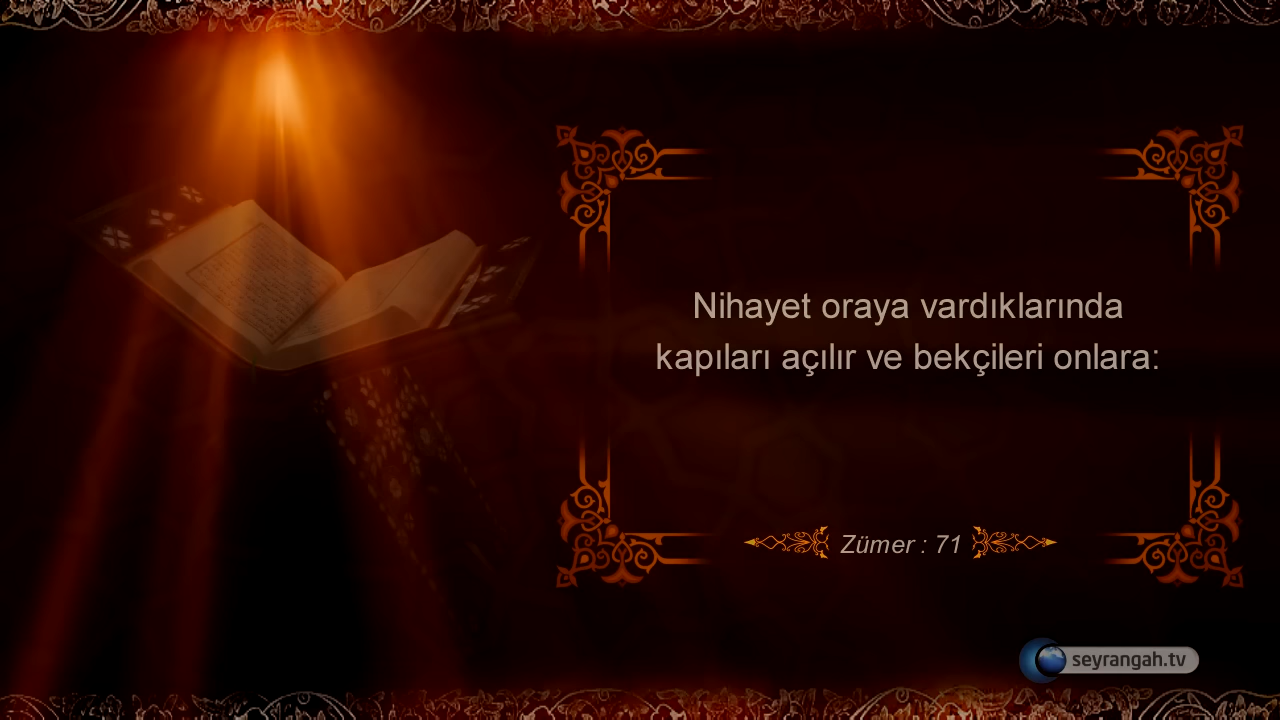 Nihayet oraya vardıklarında
kapıları açılır ve bekçileri onlara:
Zümer : 71
seyrangah.tv